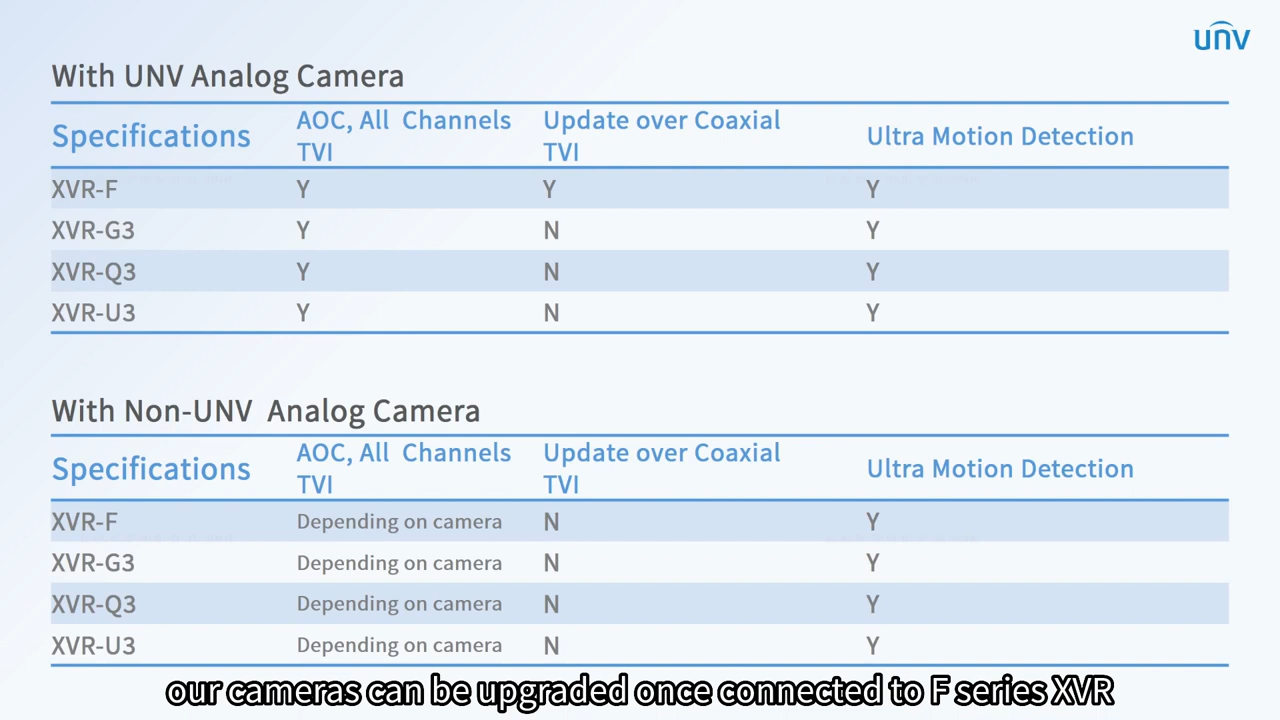 unv
With UNV Analog Camera
Specifications AOC, All Channels TVI Update over Coaxial TVI Ultra Motion Detection
XVR-F Y Y Y
XVR-G3 Y N Y
XVR-Q3 Y N Y
XVR-U3 Y N Y
With Non-UNV Analog Camera
Specifications AOC, All Channels TVI Update over Coaxial TVI Ultra Motion Detection
XVR-F Depending on camera N Y
XVR-G3 Depending on camera N Y
XVR-Q3 Depending on camera N Y
XVR-U3 Depending on camera N Y
our cameras can be upgraded once connected to F series XVR